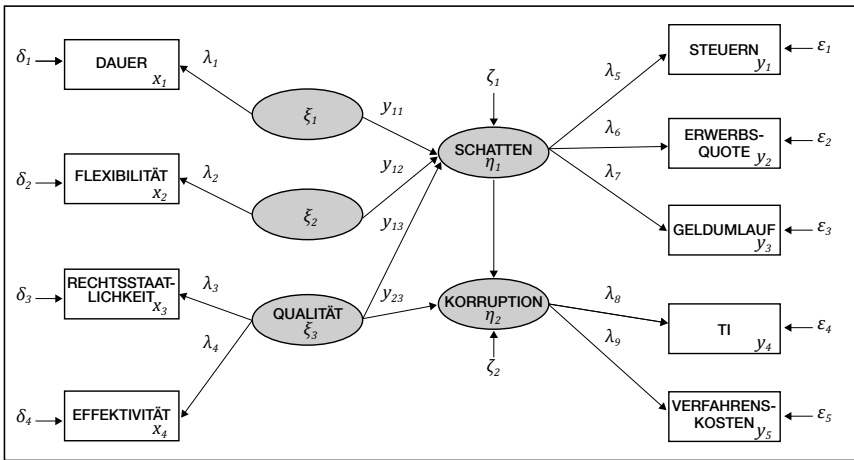 δ1
DAUER
x1
λ1
ξ1
y11
ζ1
SCHATTEN
η1
λ5
STEUERN
y1
ε1
λ6
ERWERBS-
QUOTE
y2
ε2
δ2
FLEXIBILITÄT
x2
λ2
ξ2
y12
y13
λ7
GELDUMLAUF
y3
ε3
δ3
RECHTSSTAAT-
LICHKEIT
x3
λ3
QUALITÄT
ξ3
y23
KORRUPTION
η2
ζ2
λ8
TI
y4
ε4
δ4
EFFEKTIVITÄT
x4
λ4
λ9
VERFAHRENS-
KOSTEN
y5
ε5